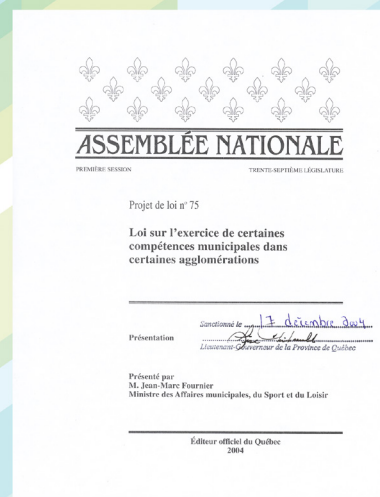 ASSEMBLÉE NATIONALE
PREMIÈRE SESSION TRENTE-SEPTIÈME LÉGISLATURE
Projet de loi nº 75
Loi sur l'exercice de certaines
compétences municipales dans
certaines agglomérations
Sanctionné le 17 décembre 2004
Présentation
Lieutenant-Gouverneur de la Province de Québec
Présenté par
M. Jean-Marc Fournier
Ministre des Affaires municipales, du Sport et du Loisir
Éditeur officiel du Québec
2004